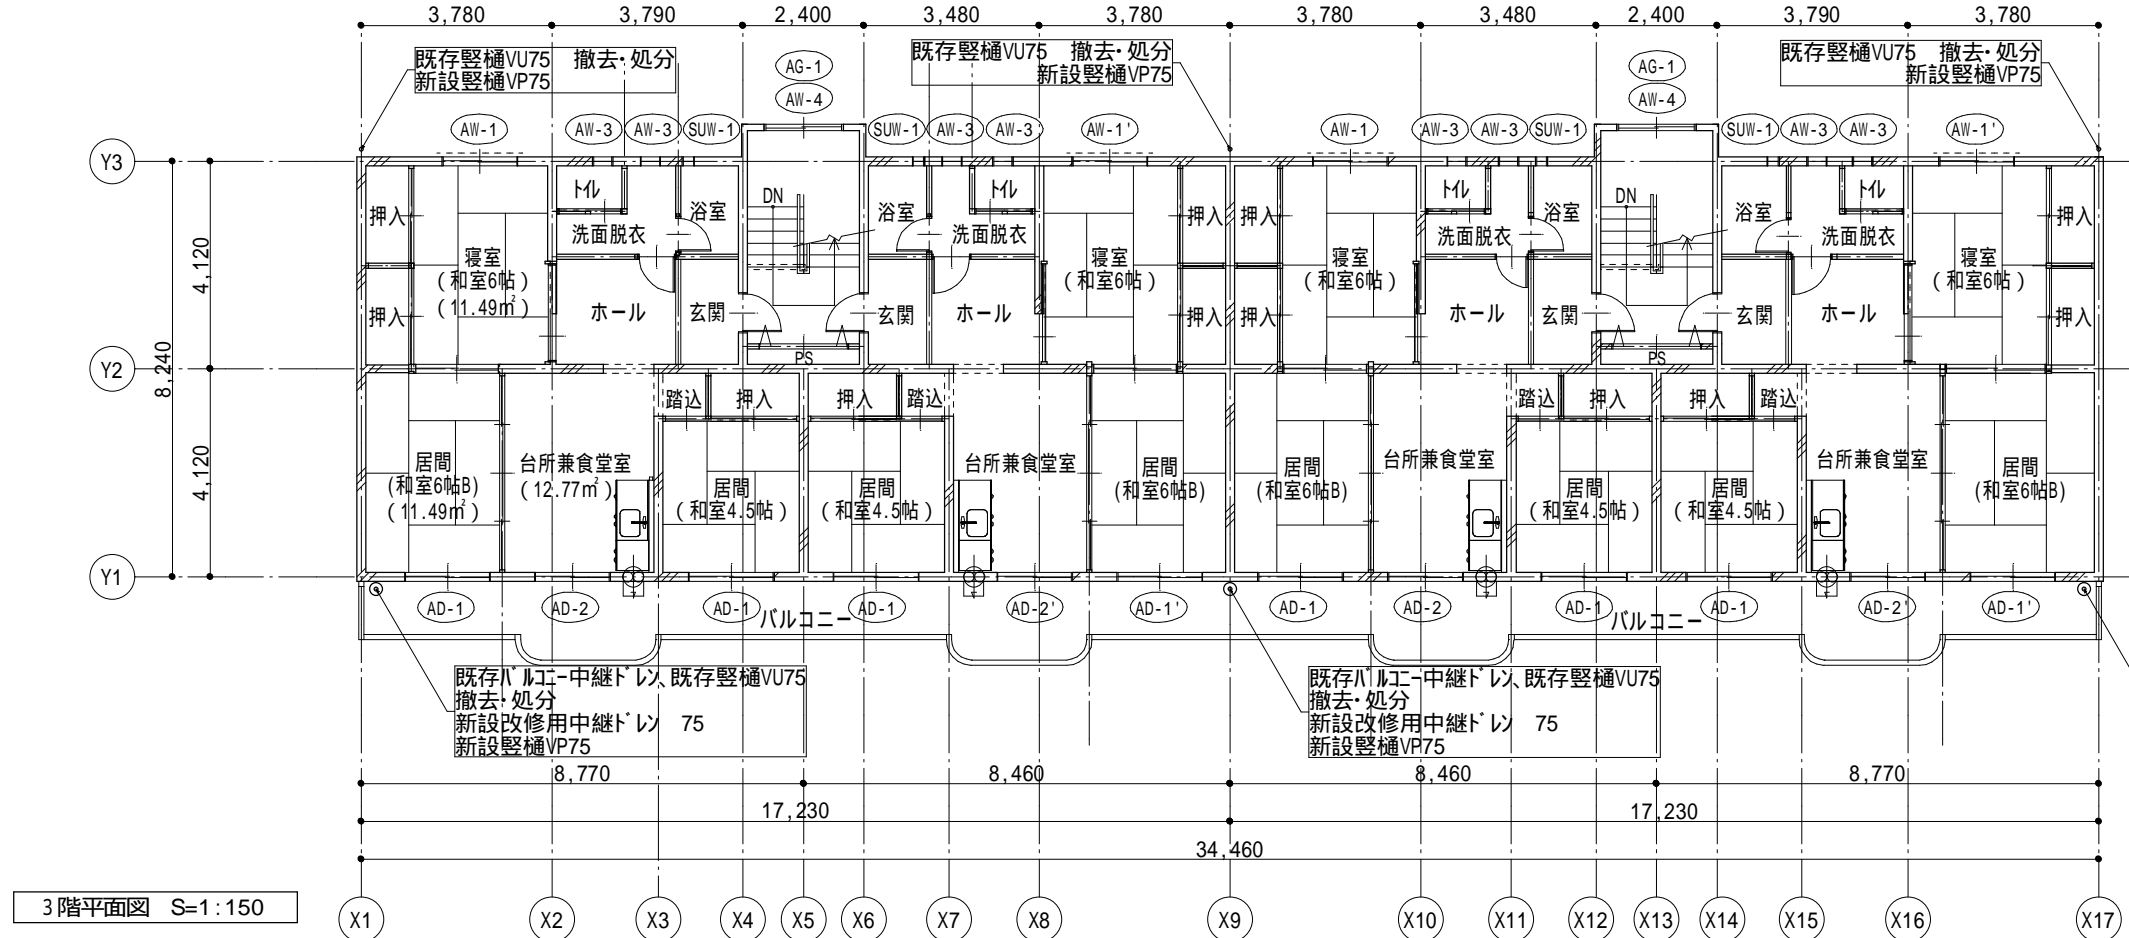 3,780 3,790 2,400 3,480 3,780 3,780 3,480 2,400 3,790 3,780
既存竪樋VU75 撤去・処分
新設竪樋VP75
既存竪樋VU75 撤去・処分
新設竪樋VP75
既存竪樋VU75 撤去・処分
新設竪樋VP75
AG-1 AG-1
AW-4 AW-4
AW-1 AW-3 AW-3 SUW-1 SUW-1 AW-3 AW-3 AW-1' AW-1 AW-3 AW-3 SUW-1 SUW-1 AW-3 AW-3 AW-1'
Y3
トイル DN トイル トイル DN トイル
押入 浴室 浴室 押入 押入 浴室 浴室 押入
洗面脱衣 洗面脱衣 洗面脱衣 洗面脱衣
4,120
寝室 寝室 寝室 寝室
(和室6帖) (和室6帖) (和室6帖) (和室6帖)
(11.49㎡)
押入 ホール 玄関 玄関 ホール 押入 押入 ホール 玄関 玄関 ホール 押入
PS PS
8,240
Y2
踏込 押入 押入 踏込 踏込 押入 押入 踏込
4,120
居間 台所兼食堂室 台所兼食堂室 居間 居間 台所兼食堂室 台所兼食堂室 居間
(和室6帖B) (12.77㎡) (和室6帖B) (和室6帖B) (和室6帖B)
(11.49㎡)
居間 居間 居間 居間
(和室4.5帖) (和室4.5帖) (和室4.5帖) (和室4.5帖)
Y1
AD-1 AD-2 AD-1 AD-1 AD-2' AD-1' AD-1 AD-2 AD-1 AD-1 AD-2' AD-1'
バルコニー バルコニー
既存バルコニー中継ドレン、既存竪樋VU75
撤去・処分
新設改修用中継ドレン 75
新設竪樋VP75
既存バルコニー中継ドレン、既存竪樋VU75
撤去・処分
新設改修用中継ドレン 75
新設竪樋VP75
8,770 8,460 8,460 8,770
17,230 17,230
34,460
3階平面図 S=1:150
X1 X2 X3 X4 X5 X6 X7 X8 X9 X10 X11 X12 X13 X14 X15 X16 X17